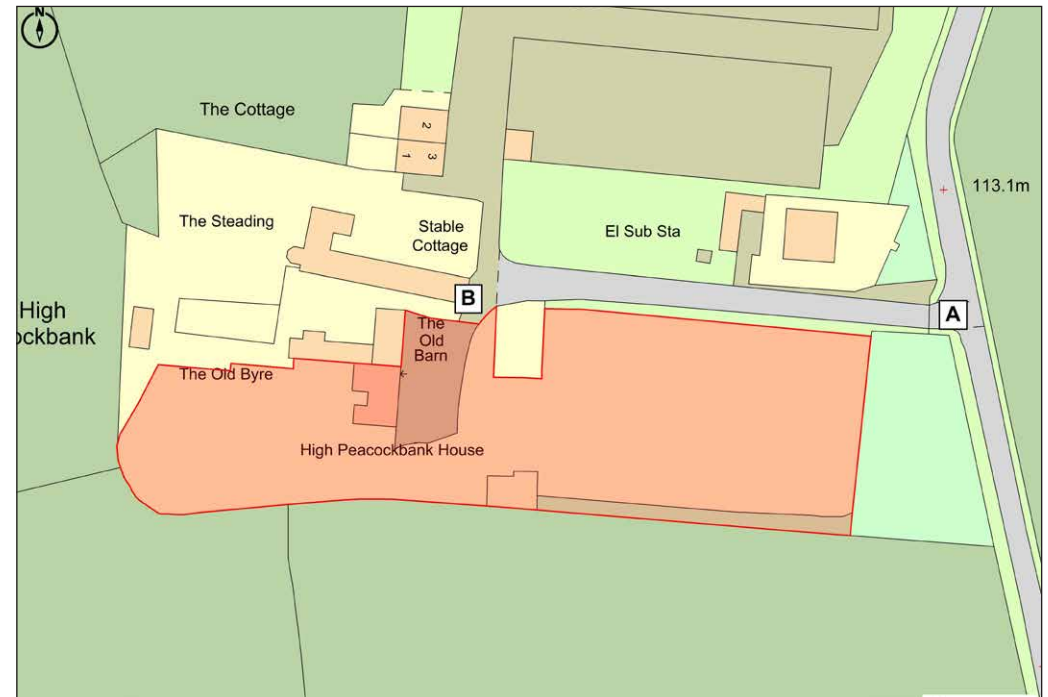 N
The Cottage
2
1 3
113.1m
The Steading
Stable
Cottage
El Sub Sta
High
ockbank
B
A
The
Old
Barn
The Old Byre
High Peacockbank House